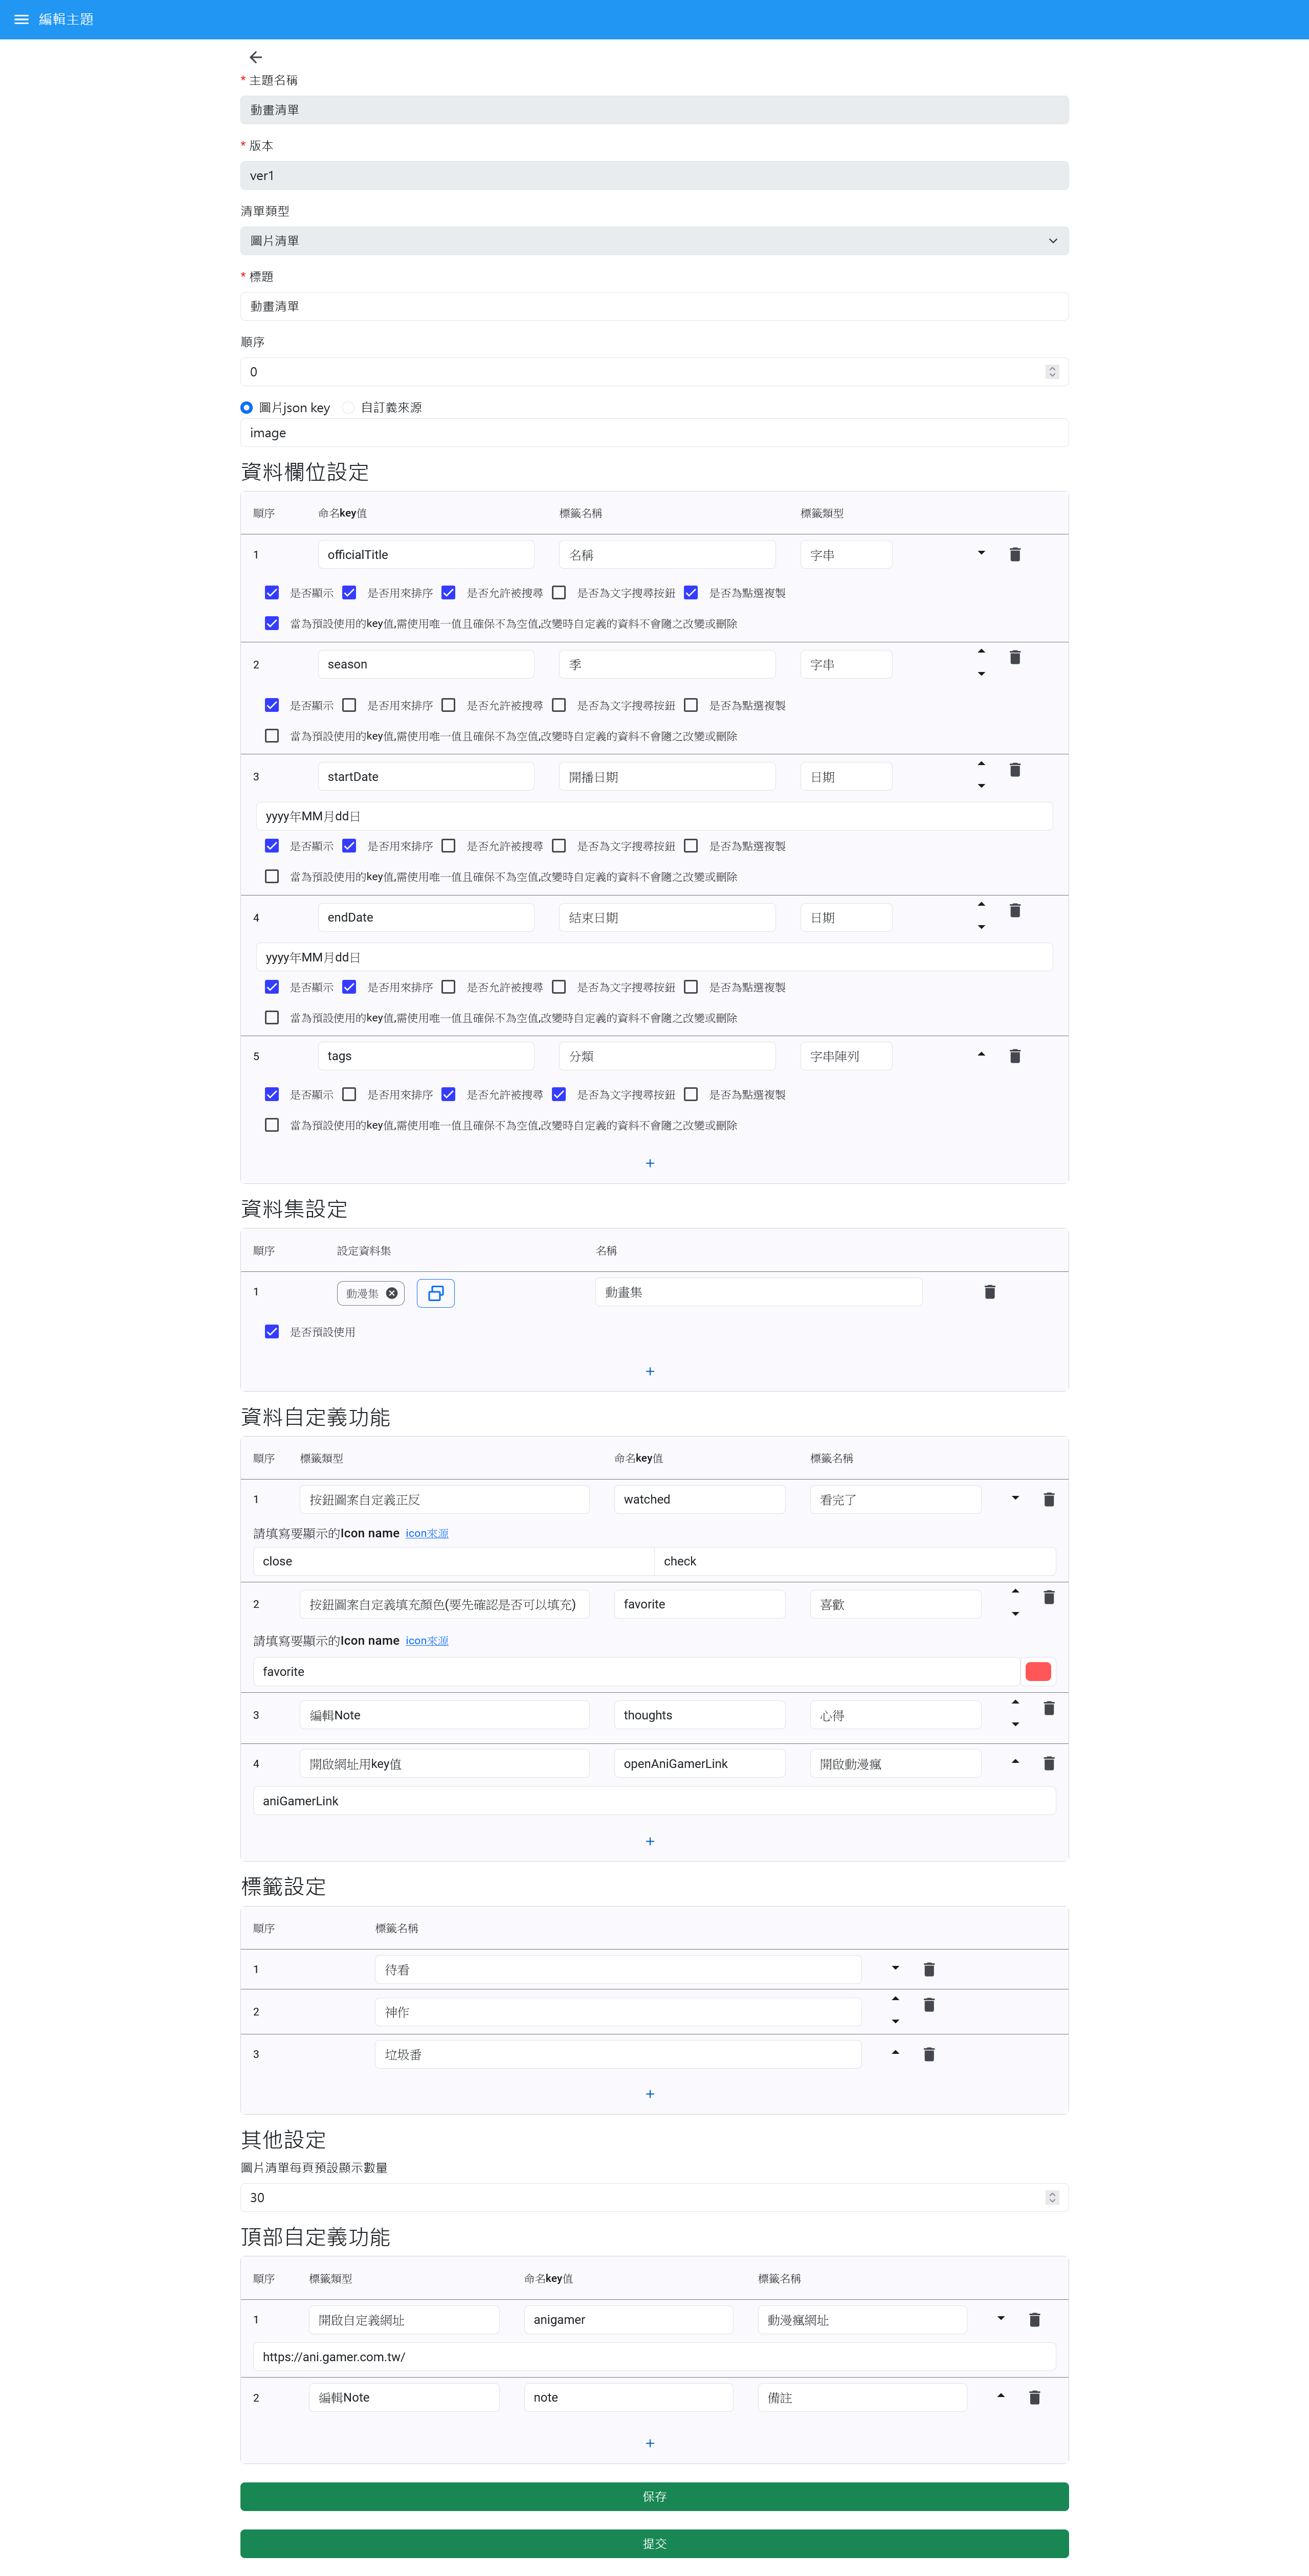 編輯主題
* 主題名稱
動畫清單
* 版本
ver1
清單類型
圖片清單
* 標題
動畫清單
順序
0
圖片json key 自訂義來源
image
資料欄位設定
順序 命名key值 標籤名稱 標籤類型
1 officialTitle 名稱 字串
是否顯示 是否用來排序 是否允許被搜尋 是否為文字搜尋按鈕 是否為點選複製
當為預設使用的key值,需使用唯一值且確保不為空值,改變時自定義的資料不會隨之改變或刪除
2 season 季 字串
是否顯示 是否用來排序 是否允許被搜尋 是否為文字搜尋按鈕 是否為點選複製
當為預設使用的key值,需使用唯一值且確保不為空值,改變時自定義的資料不會隨之改變或刪除
3 startDate 開播日期 日期
yyyy年MM月dd日
是否顯示 是否用來排序 是否允許被搜尋 是否為文字搜尋按鈕 是否為點選複製
當為預設使用的key值,需使用唯一值且確保不為空值,改變時自定義的資料不會隨之改變或刪除
4 endDate 結束日期 日期
yyyy年MM月dd日
是否顯示 是否用來排序 是否允許被搜尋 是否為文字搜尋按鈕 是否為點選複製
當為預設使用的key值,需使用唯一值且確保不為空值,改變時自定義的資料不會隨之改變或刪除
5 tags 分類 字串陣列
是否顯示 是否用來排序 是否允許被搜尋 是否為文字搜尋按鈕 是否為點選複製
當為預設使用的key值,需使用唯一值且確保不為空值,改變時自定義的資料不會隨之改變或刪除
+
資料集設定
順序 設定資料集 名稱
1 動漫集 動畫集
是否預設使用
+
資料自定義功能
順序 標籤類型 命名key值 標籤名稱
1 按鈕圖案自定義正反 watched 看完了
請填寫要顯示的Icon name icon來源
close check
2 按鈕圖案自定義填充顏色(要先確認是否可以填充) favorite 喜歡
請填寫要顯示的Icon name icon來源
favorite
3 編輯Note thoughts 心得
4 開啟網址用key值 openAniGamerLink 開啟動漫瘋
aniGamerLink
+
標籤設定
順序 標籤名稱
1 待看
2 神作
3 垃圾番
+
其他設定
圖片清單每頁預設顯示數量
30
頂部自定義功能
順序 標籤類型 命名key值 標籤名稱
1 開啟自定義網址 anigamer 動漫瘋網址
https://ani.gamer.com.tw/
2 編輯Note note 備註
+
保存
提交